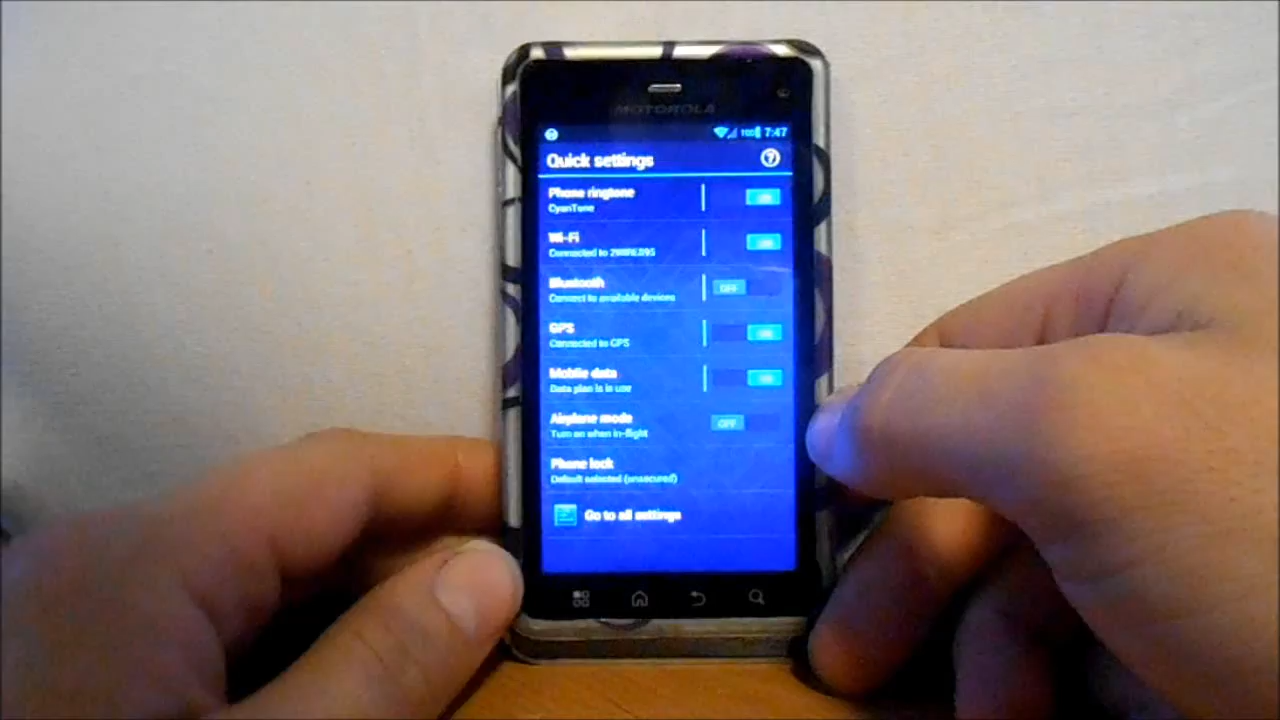 MOTOROLA
100 7:47
Quick settings
?
Phone ringtone
CyanTone
ON
Wi-Fi
ON
Bluetooth
OFF
Connect to available devices
GPS
ON
Connected to GPS
Mobile data
ON
Data plan is in use
Airplane mode
OFF
Turn on when in-flight
Phone lock
Default selected (unsecured)
Go to all settings